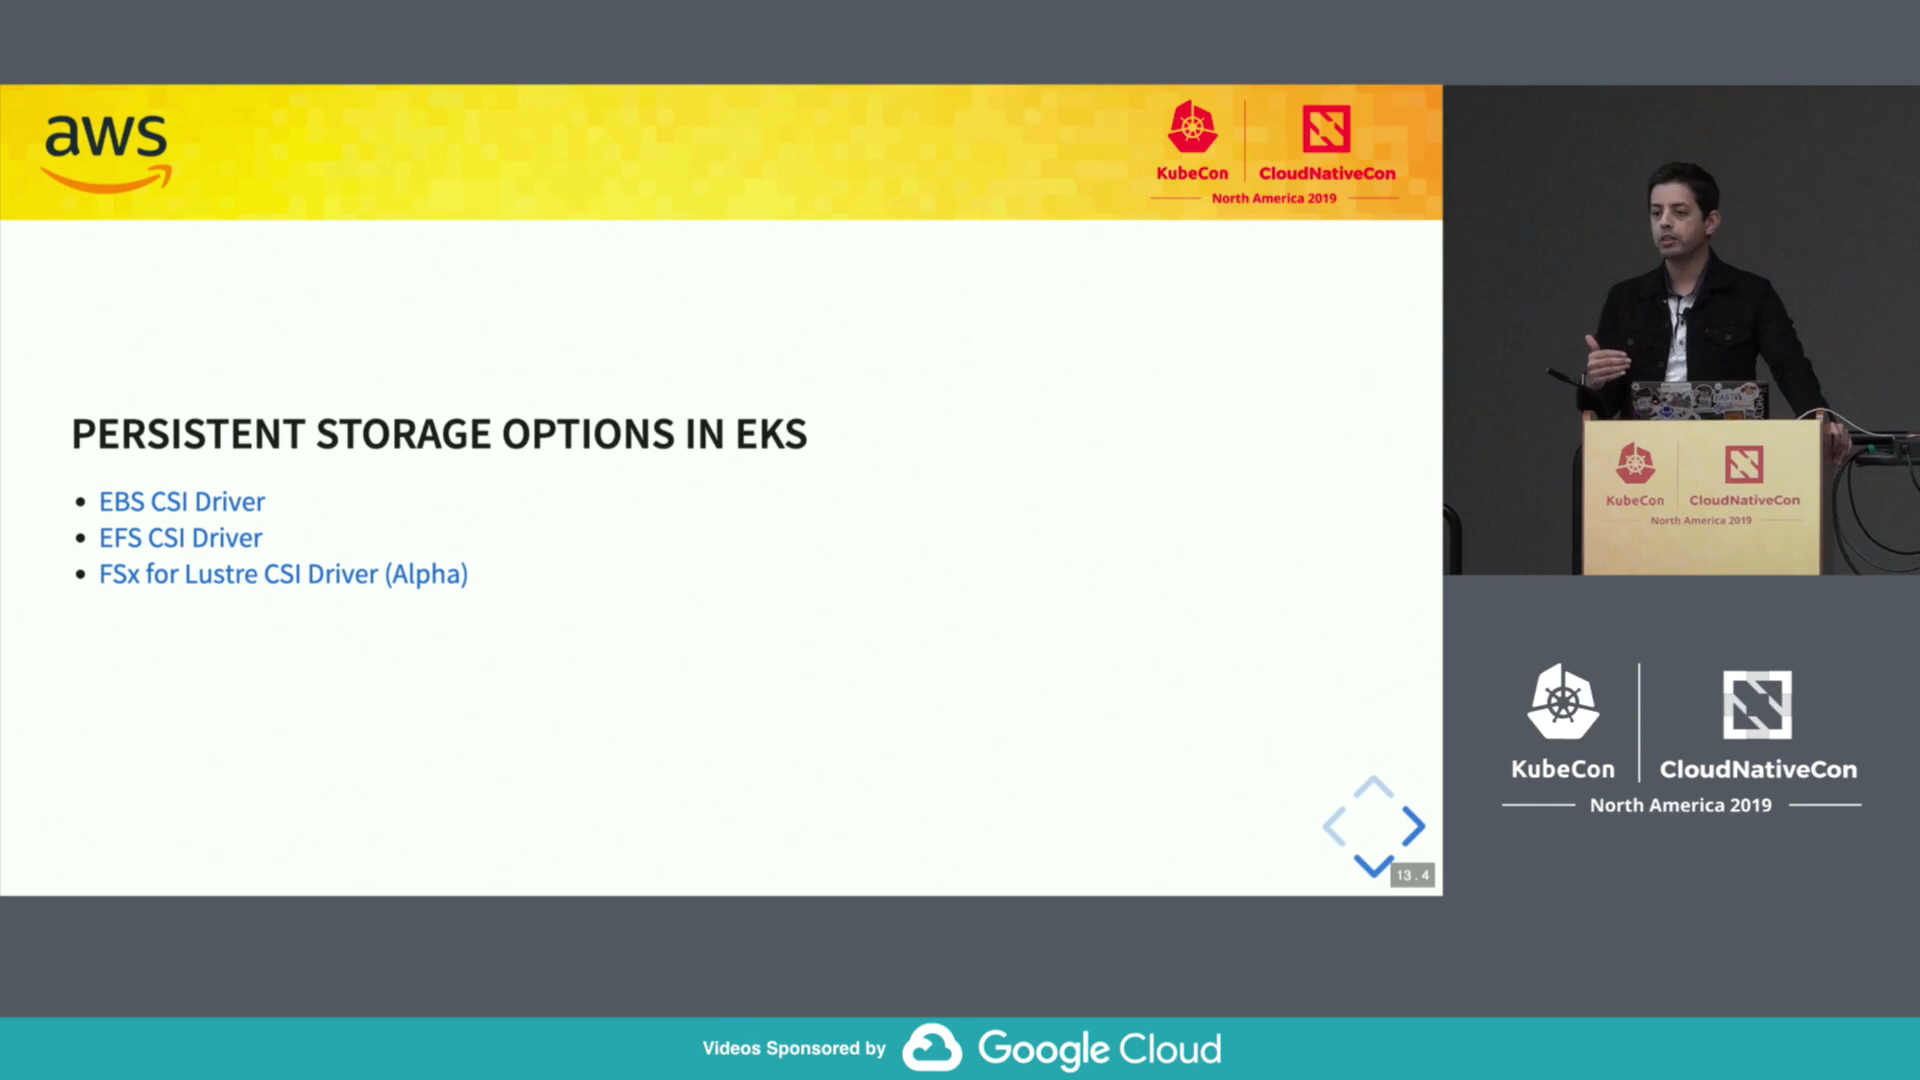 aws
KubeCon
CloudNativeCon
North America 2019
PERSISTENT STORAGE OPTIONS IN EKS
EBS CSI Driver
EFS CSI Driver
FSx for Lustre CSI Driver (Alpha)
13.4
KubeCon
CloudNativeCon
North America 2019
KubeCon
CloudNativeCon
North America 2019
Videos Sponsored by
Google Cloud